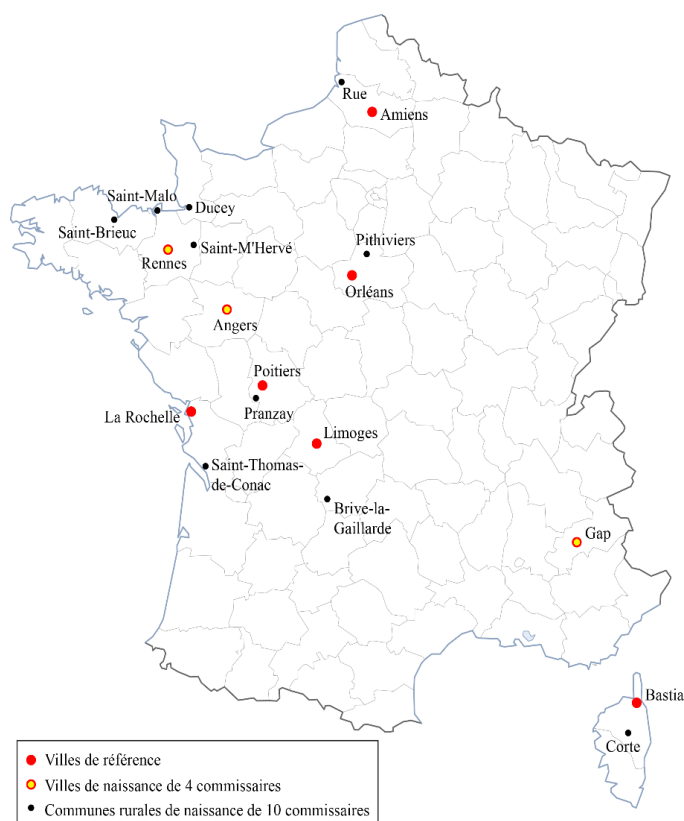 Rue
Amiens
Saint-Malo
Ducey
Saint-Brieuc
Saint-M'Hervé
Rennes
Pithiviers
Orléans
Angers
Poitiers
Pranzay
La Rochelle
Limoges
Saint-Thomas-
de-Conac
Brive-la-
Gaillarde
Gap
Bastia
Corte
Villes de référence
Villes de naissance de 4 commissaires
Communes rurales de naissance de 10 commissaires